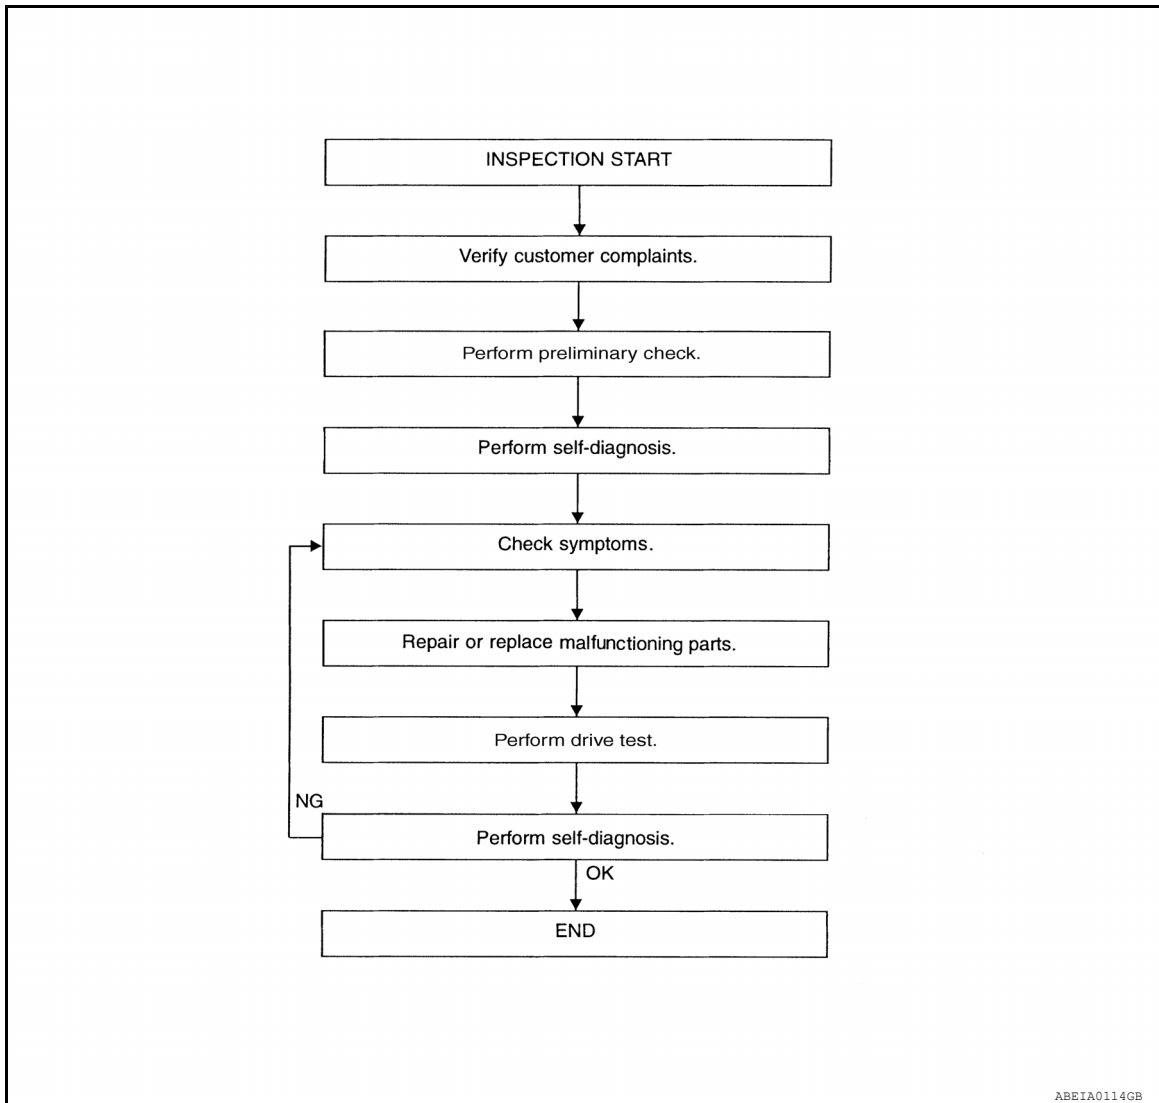 INSPECTION START
Verify customer complaints.
Perform preliminary check.
Perform self-diagnosis.
Check symptoms.
Repair or replace malfunctioning parts.
Perform drive test.
NG
Perform self-diagnosis.
OK
END
ABEIA0114GB